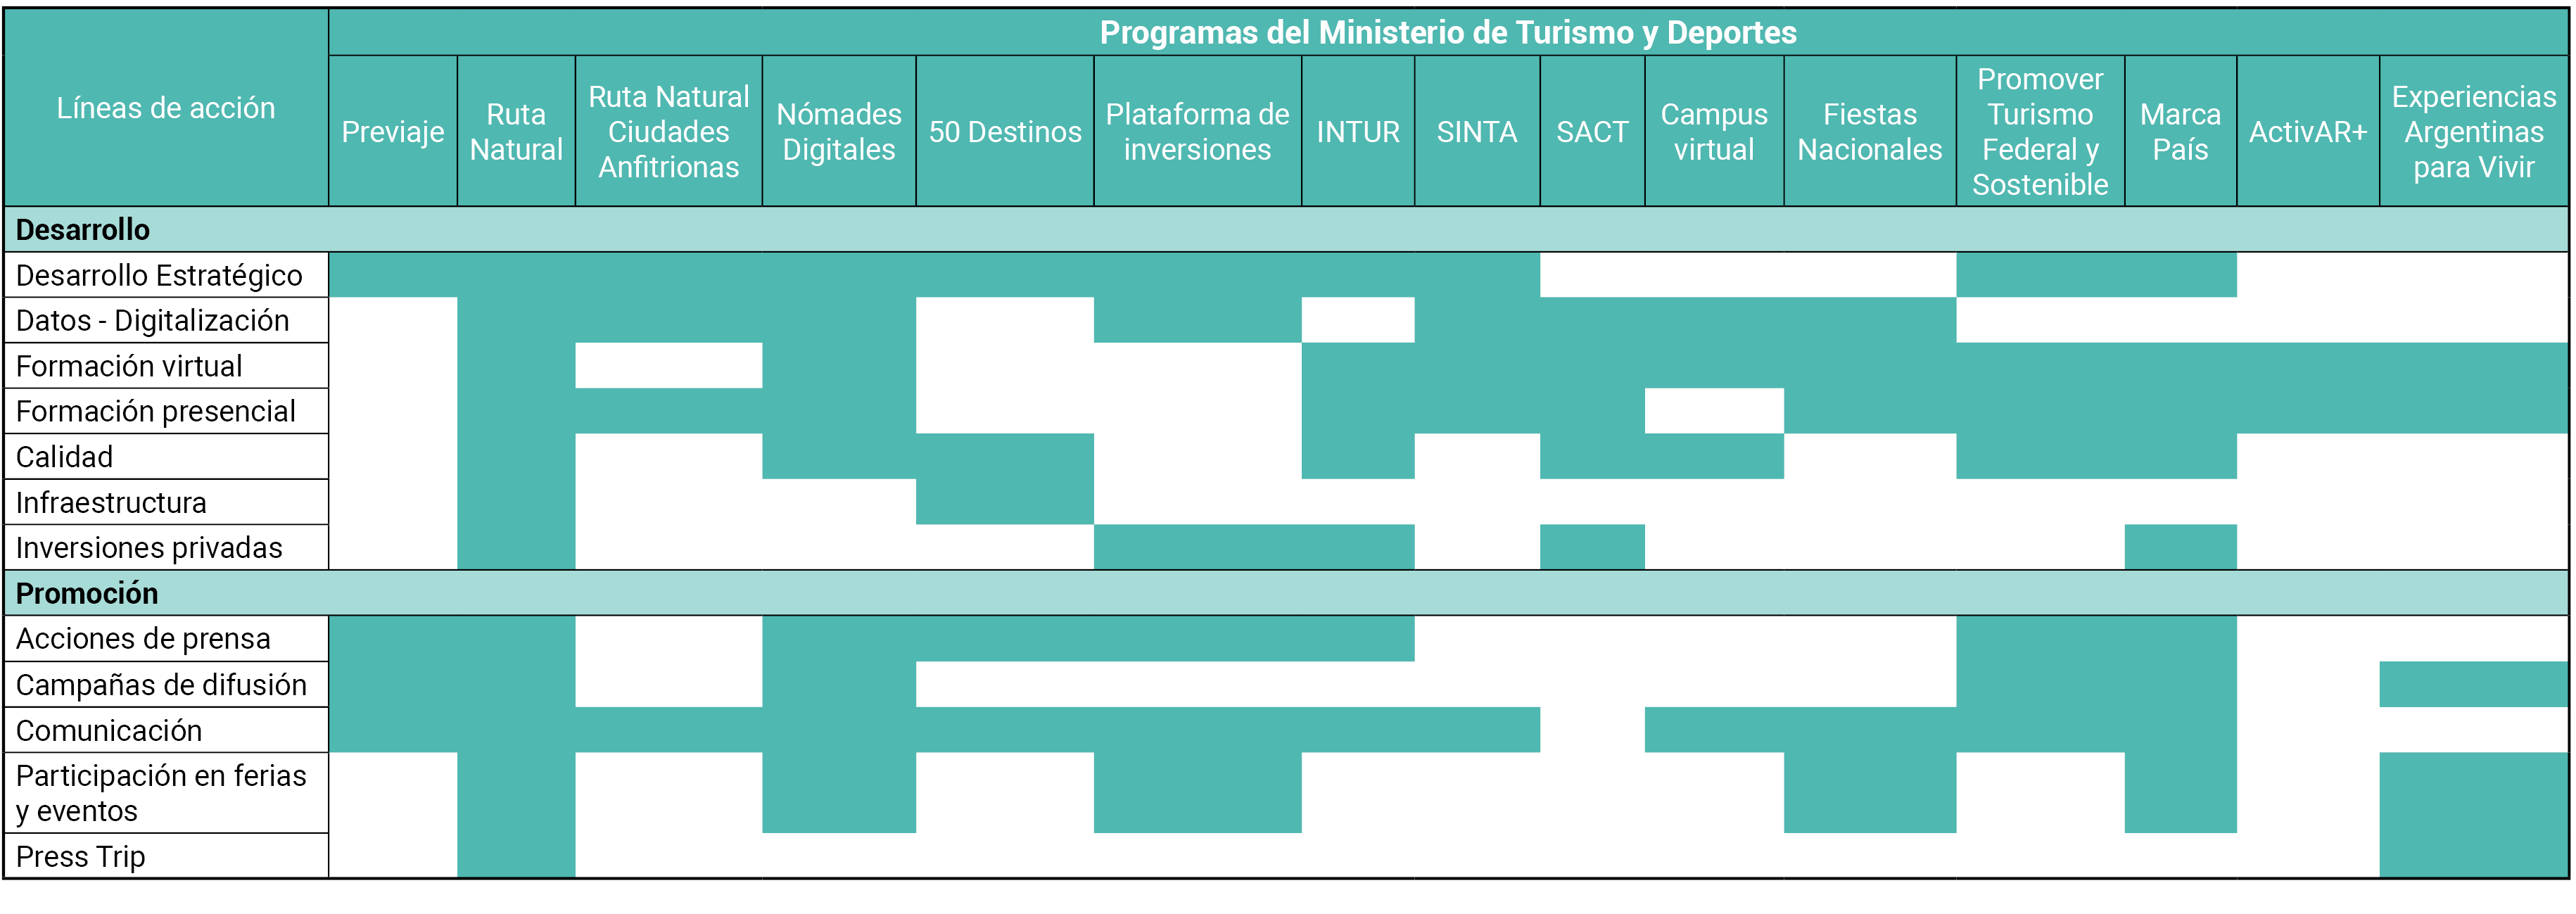 Programas del Ministerio de Turismo y Deportes
Líneas de acción
Previaje
Ruta
Natural
Ruta Natural
Ciudades
Anfitrionas
Nómades
Digitales
50 Destinos
Plataforma de
inversiones
INTUR
SINTA
SACT
Campus
virtual
Fiestas
Nacionales
Promover
Turismo
Federal y
Sostenible
Marca
País
ActivAR+
Experiencias
Argentinas
para Vivir
Desarrollo
Desarrollo Estratégico
Datos - Digitalización
Formación virtual
Formación presencial
Calidad
Infraestructura
Inversiones privadas
Promoción
Acciones de prensa
Campañas de difusión
Comunicación
Participación en ferias
y eventos
Press Trip